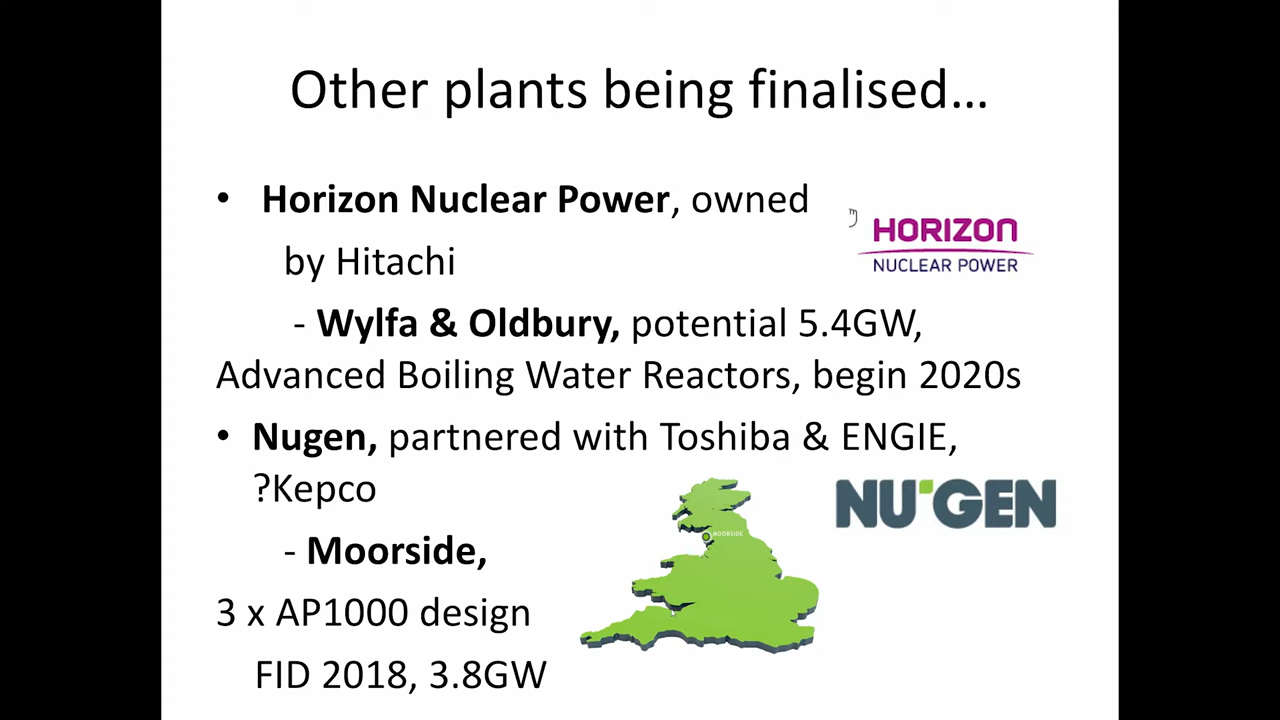 Other plants being finalised…
• Horizon Nuclear Power, owned
by Hitachi
HORIZON
NUCLEAR POWER
- Wylfa & Oldbury, potential 5.4GW,
Advanced Boiling Water Reactors, begin 2020s
• Nugen, partnered with Toshiba & ENGIE,
?Kepco
NUGEN
MOORSIDE
- Moorside,
3 x AP1000 design
FID 2018, 3.8GW